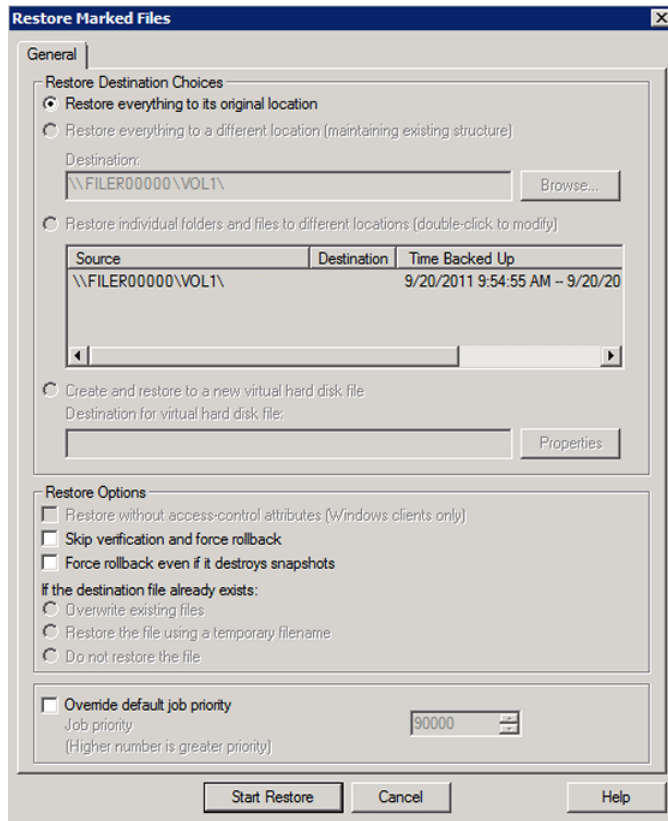 Restore Marked Files
General
Restore Destination Choices
Restore everything to its original location
Restore everything to a different location (maintaining existing structure)
Destination:
\\FILER00000\VOL1\
Browse...
Restore individual folders and files to different locations (double-click to modify)
Source Destination Time Backed Up
\\FILER00000\VOL1\ 9/20/2011 9:54:55 AM -- 9/20/20
Create and restore to a new virtual hard disk file
Destination for virtual hard disk file:
Properties
Restore Options
Restore without access-control attributes (Windows clients only)
Skip verification and force rollback
Force rollback even if it destroys snapshots
If the destination file already exists:
Overwrite existing files
Restore the file using a temporary filename
Do not restore the file
Override default job priority
Job priority 90000
(Higher number is greater priority)
Start Restore Cancel Help